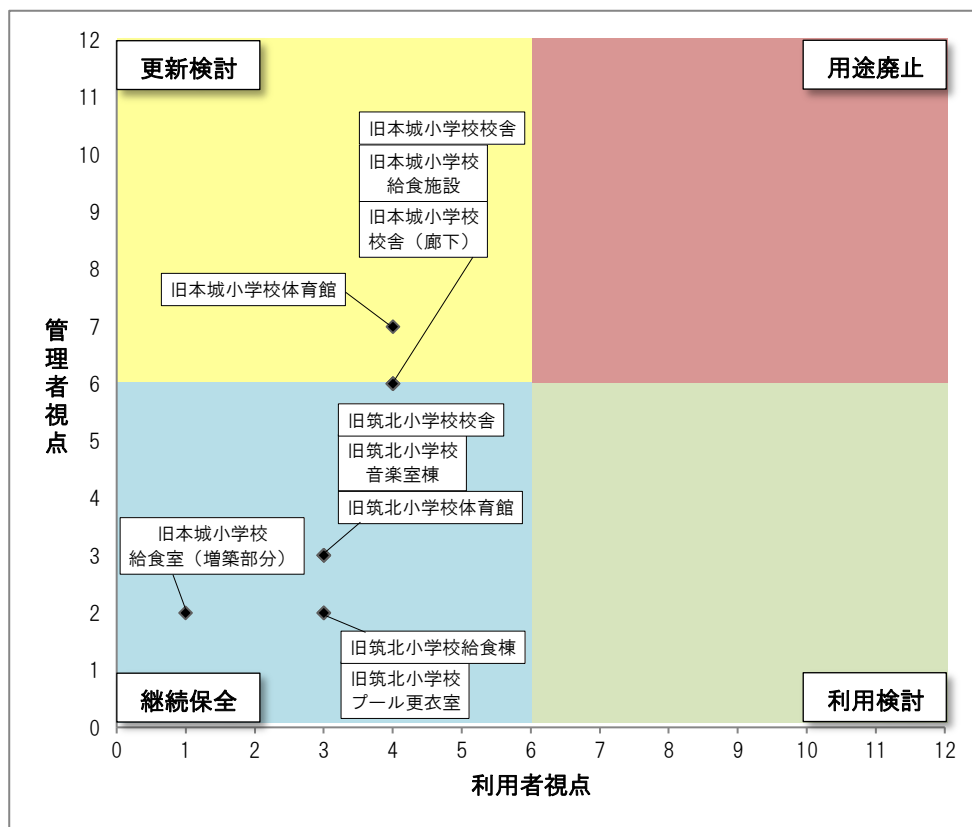 更新検討
用途廃止
旧本城小学校校舎
旧本城小学校
給食施設
旧本城小学校
校舎（廊下）
旧本城小学校体育館
旧筑北小学校校舎
旧筑北小学校
音楽室棟
旧筑北小学校体育館
旧本城小学校
給食室（増築部分）
旧筑北小学校給食棟
旧筑北小学校
プール更衣室
継続保全
利用検討
管理者視点
12
11
10
9
8
7
6
5
4
3
2
1
0
0 1 2 3 4 5 6 7 8 9 10 11 12
利用者視点